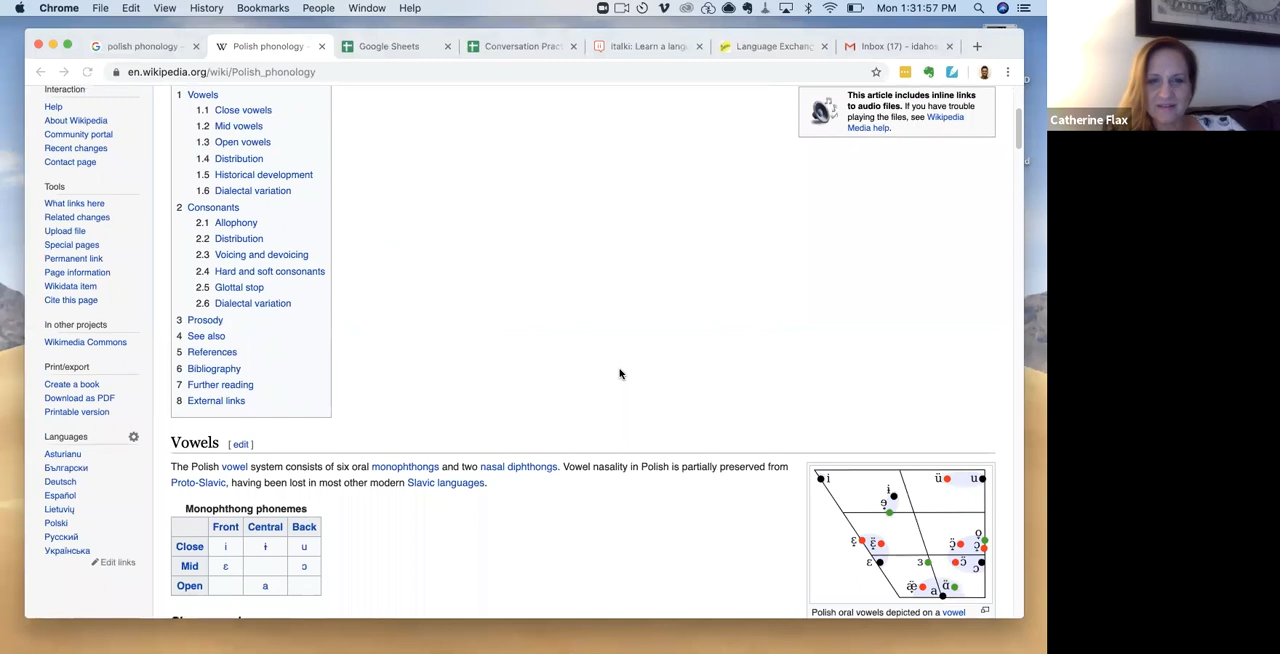 Chrome File Edit View History Bookmarks People Window Help Mon 1:31:57 PM
polish phonology - Polish phonology - Google Sheets Conversation Prac italki: Learn a lang Language Exchang Inbox (17) - idahos
en.wikipedia.org/wiki/Polish_phonology
Interaction
Help
About Wikipedia
Community portal
Recent changes
Contact page
Tools
What links here
Related changes
Upload file
Special pages
Permanent link
Page information
Wikidata item
Cite this page
In other projects
Wikimedia Commons
Print/export
Create a book
Download as PDF
Printable version
Languages
Asturianu
Български
Deutsch
Español
Lietuvių
Polski
Русский
Українська
Edit links
1 Vowels
1.1 Close vowels
1.2 Mid vowels
1.3 Open vowels
1.4 Distribution
1.5 Historical development
1.6 Dialectal variation
2 Consonants
2.1 Allophony
2.2 Distribution
2.3 Voicing and devoicing
2.4 Hard and soft consonants
2.5 Glottal stop
2.6 Dialectal variation
3 Prosody
4 See also
5 References
6 Bibliography
7 Further reading
8 External links
This article includes inline links
to audio files. If you have trouble
playing the files, see Wikipedia
Media help.
Vowels [ edit ]
The Polish vowel system consists of six oral monophthongs and two nasal diphthongs. Vowel nasality in Polish is partially preserved from
Proto-Slavic, having been lost in most other modern Slavic languages.
Monophthong phonemes
Front Central Back
Close i ɨ u
Mid ɛ ɔ
Open a
i ü u
ɨ
ɛ ɜ ɔ
a
Polish oral vowels depicted on a vowel
Catherine Flax